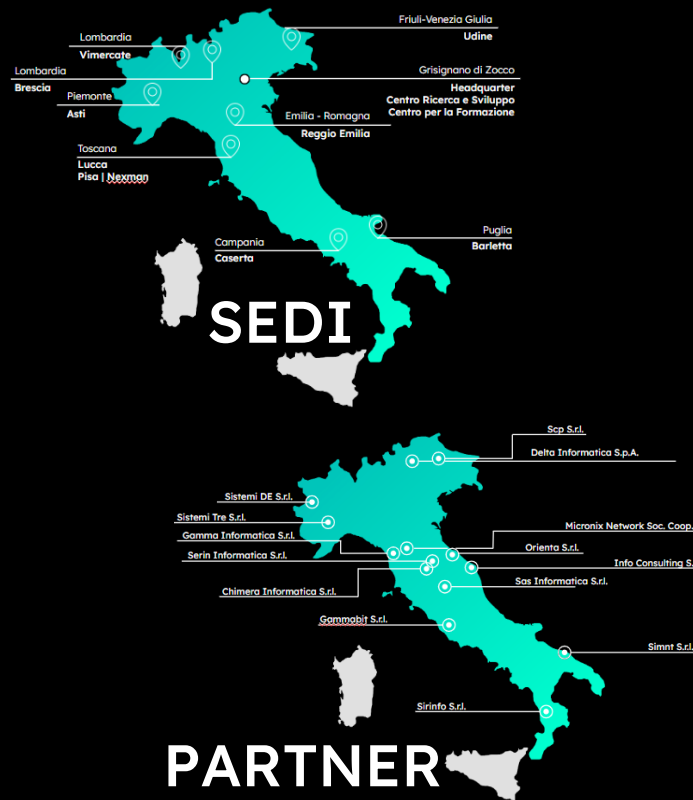 Friuli-Venezia Giulia
Udine
Lombardia
Vimercate
Lombardia
Brescia
Grisignano di Zocco
Headquarter
Centro Ricerca e Sviluppo
Centro per la Formazione
Piemonte
Asti
Emilia - Romagna
Reggio Emilia
Toscana
Lucca
Pisa | Nexman
Puglia
Barletta
Campania
Caserta
SEDI
Scp S.r.l.
Delta Informatica S.p.A.
Sistemi DE S.r.l.
Sistemi Tre S.r.l.
Micronix Network Soc. Coop.
Gamma Informatica S.r.l.
Orienta S.r.l.
Serin Informatica S.r.l.
Info Consulting S.
Sas Informatica S.r.l.
Chimera Informatica S.r.l.
Gammabit S.r.l.
Simnt S.r.l.
Sirinfo S.r.l.
PARTNER